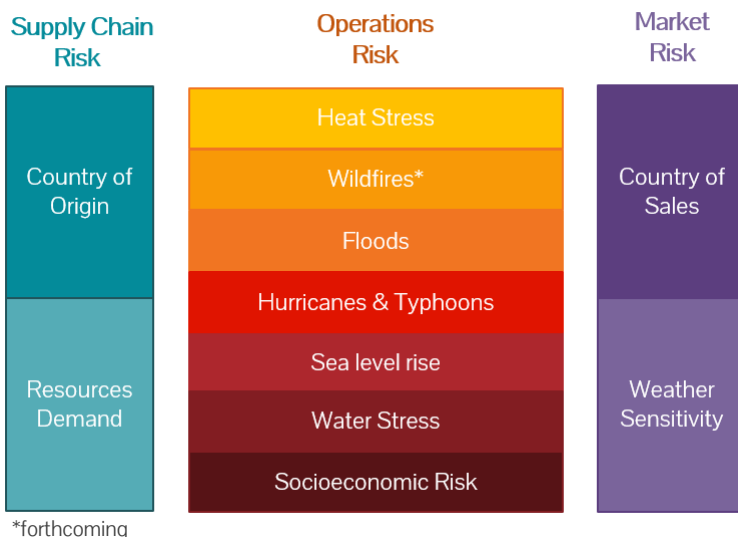 Supply Chain
Risk
Country of
Origin
Resources
Demand
*forthcoming
Operations
Risk
Heat Stress
Wildfires*
Floods
Hurricanes & Typhoons
Sea level rise
Water Stress
Socioeconomic Risk
Market
Risk
Country of
Sales
Weather
Sensitivity